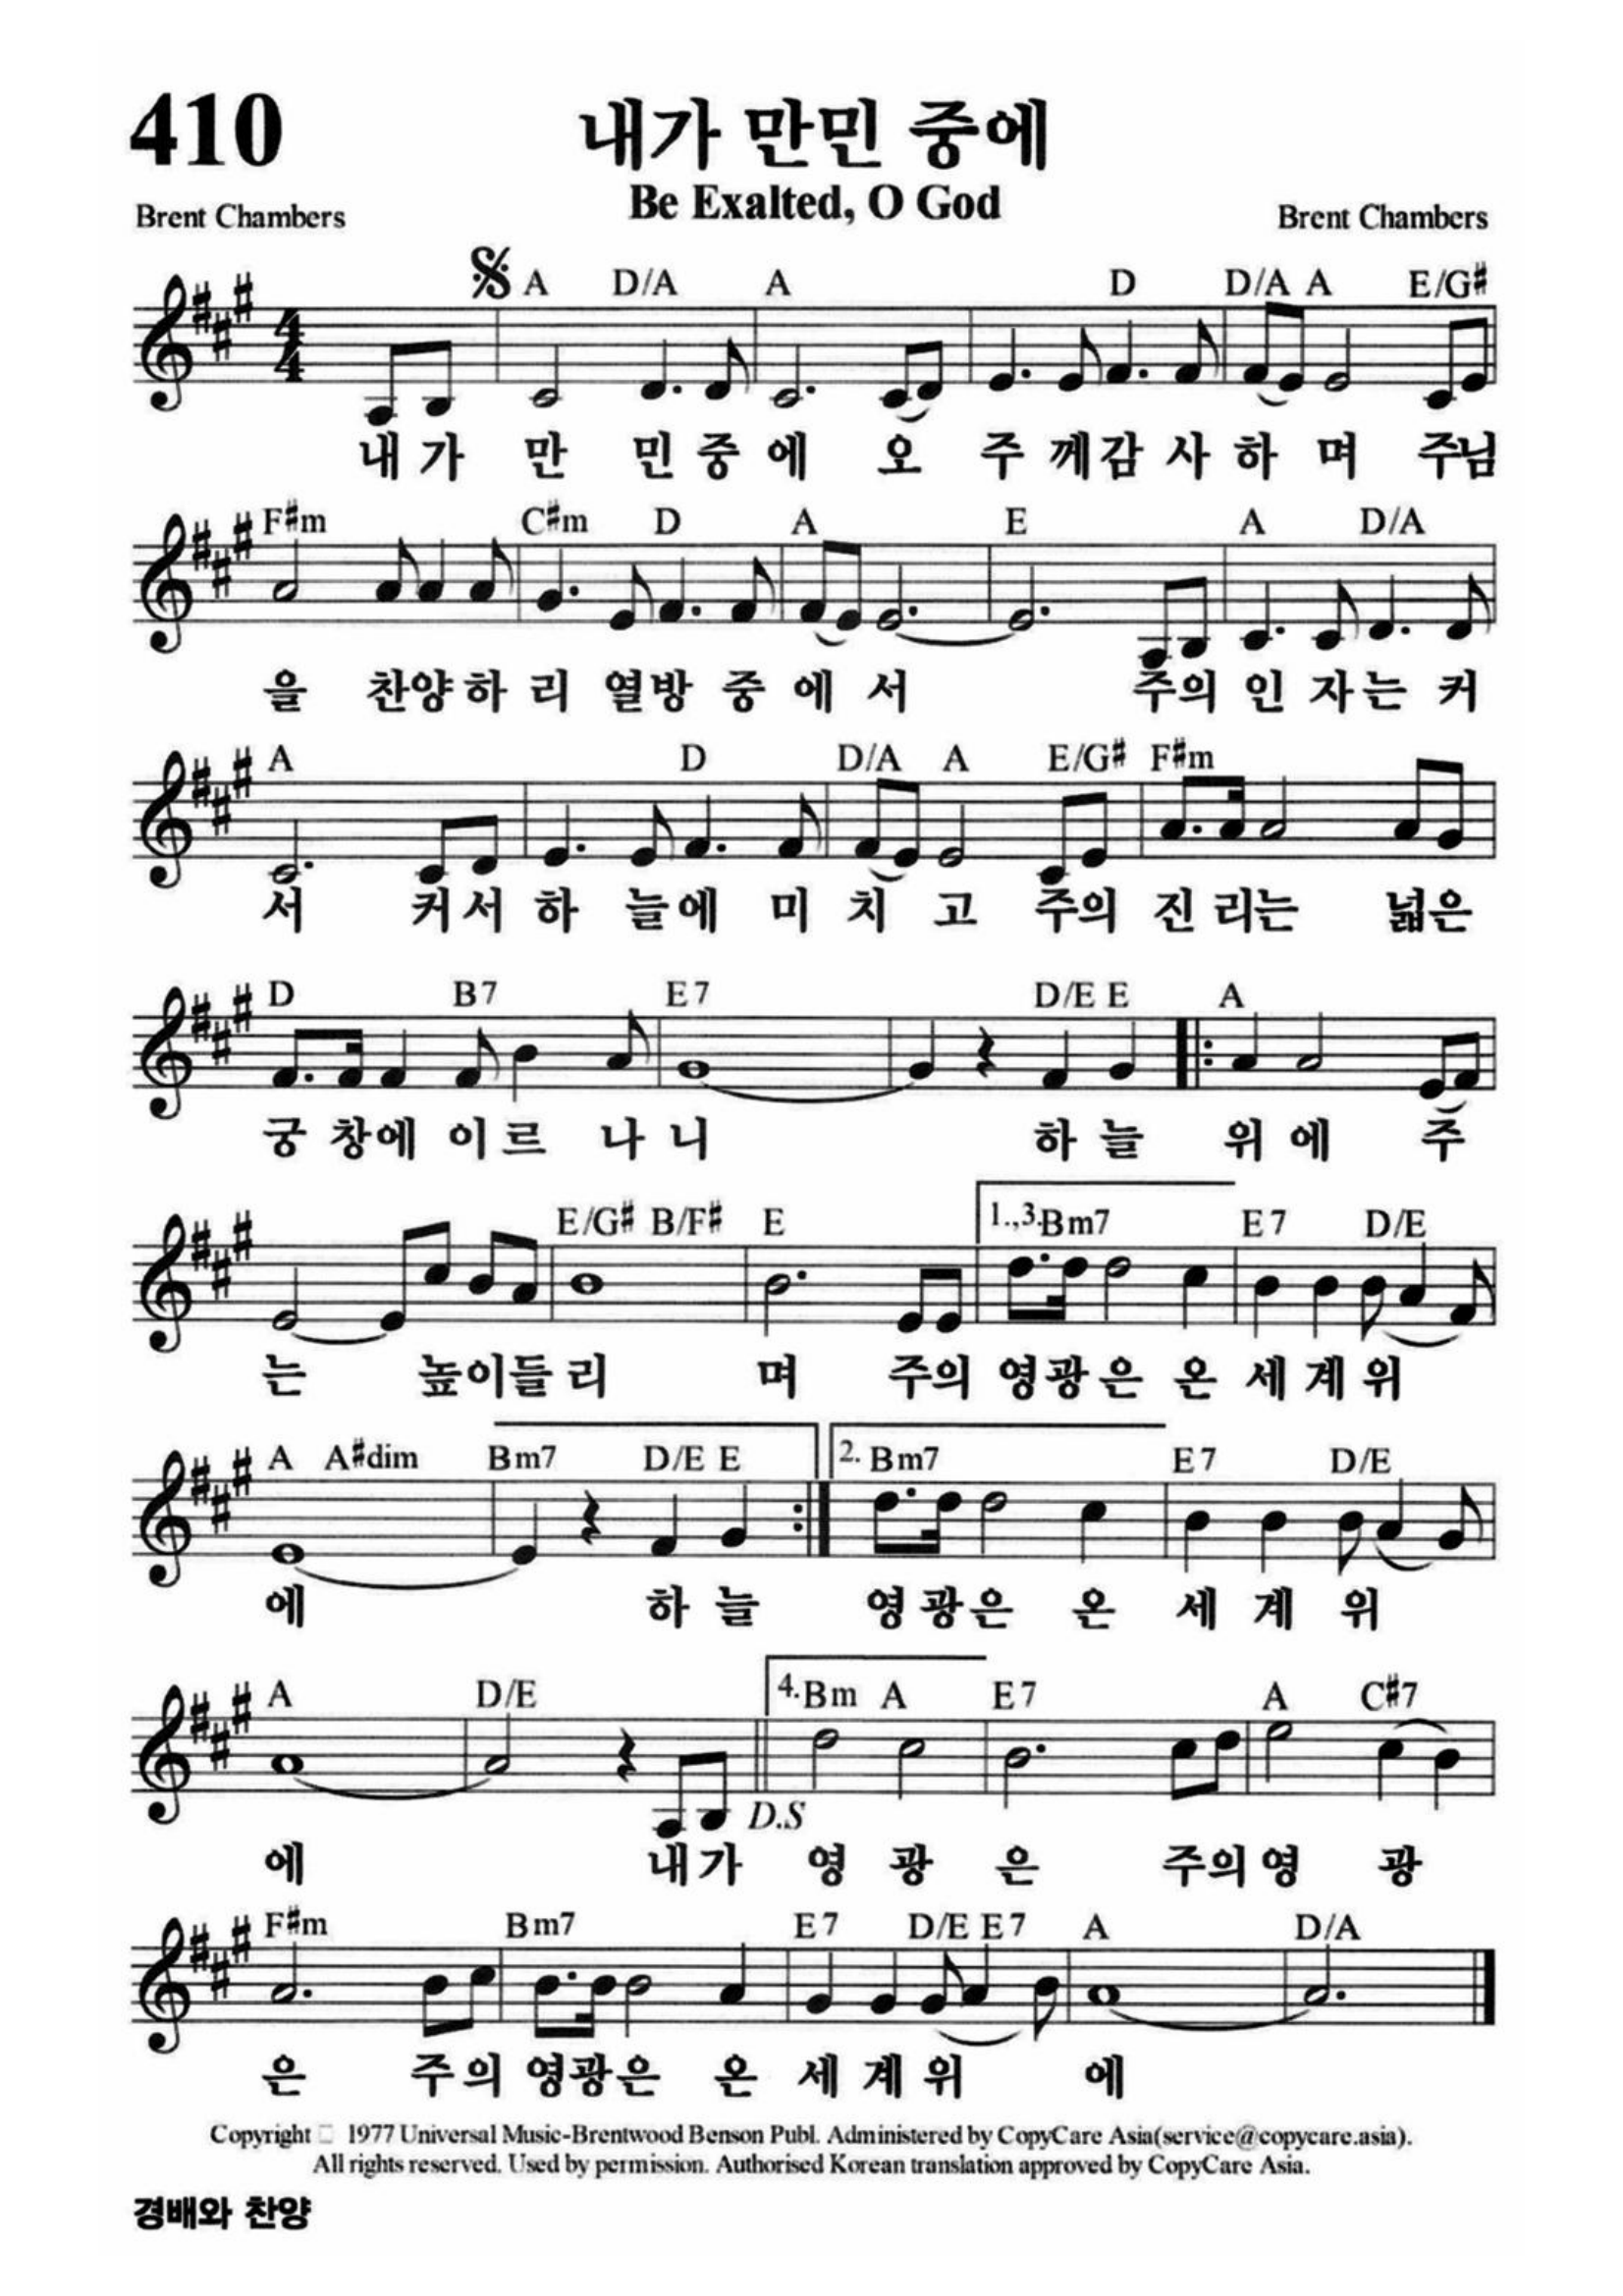 410
내가 만민 중에
Be Exalted, O God
Brent Chambers Brent Chambers
A D/A A D D/A A E/G#
4 4
내 가 만 민 중 에 오 주 께 감 사 하 며 주님
F#m C#m D A E A D/A
을 찬양 하 리 열방 중 에 서 주의 인 자는 커
A D D/A A E/G# F#m
서 커서 하 늘에 미 치 고 주의 진 리는 넓은
D B7 E7 D/E E A
궁 창에 이 르 나 니 하 늘 위 에 주
E/G# B/F# E 1.,3. Bm7 E7 D/E
는 높이들 리 며 주의 영광 은 온 세 계 위
A A#dim Bm7 D/E E 2. Bm7 E7 D/E
에 하 늘 영 광은 온 세 계 위
A D/E 4. Bm A E7 A C#7
D.S
에 내가 영 광 은 주의 영 광
F#m Bm7 E7 D/E E7 A D/A
은 주의 영광은 온 세 계 위 에
Copyright 1977 Universal Music-Brentwood Benson Publ. Administered by CopyCare Asia(service@copycare.asia).
All rights reserved. Used by permission. Authorised Korean translation approved by CopyCare Asia.
경배와 찬양